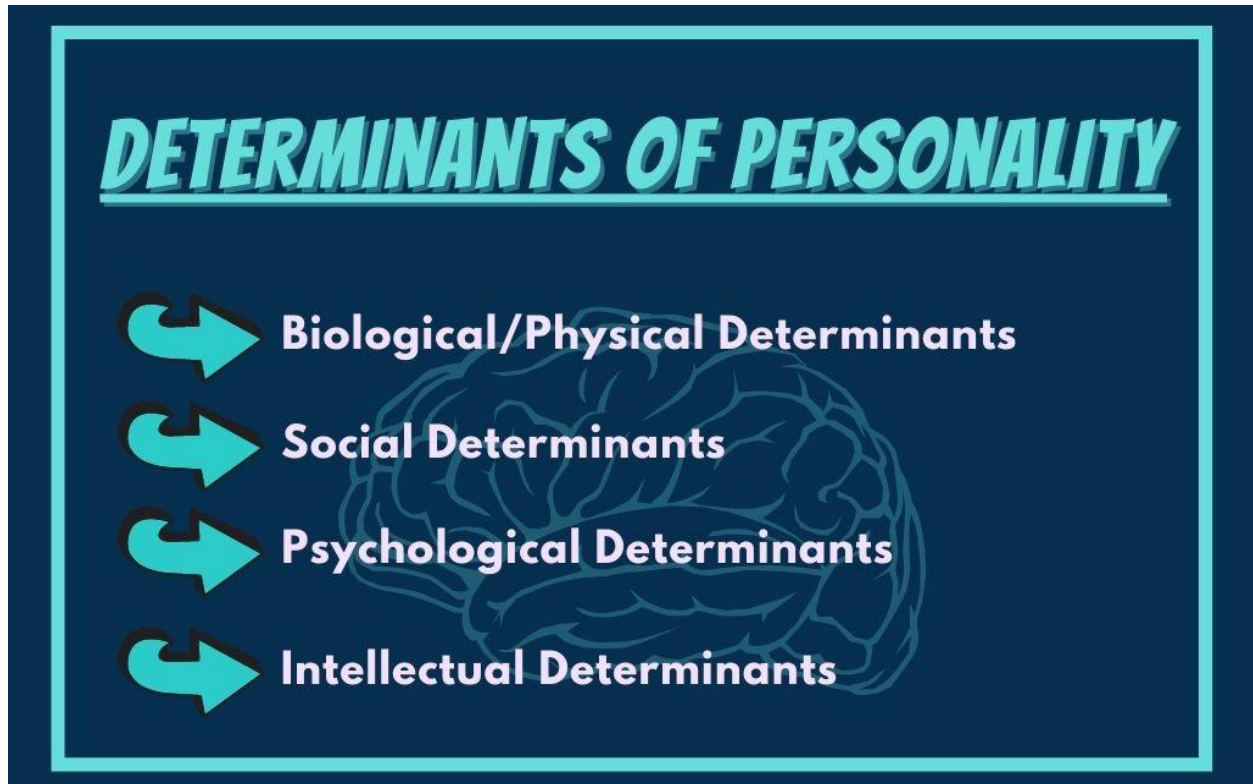 DETERMINANTS OF PERSONALITY
Biological/Physical Determinants
Social Determinants
Psychological Determinants
Intellectual Determinants